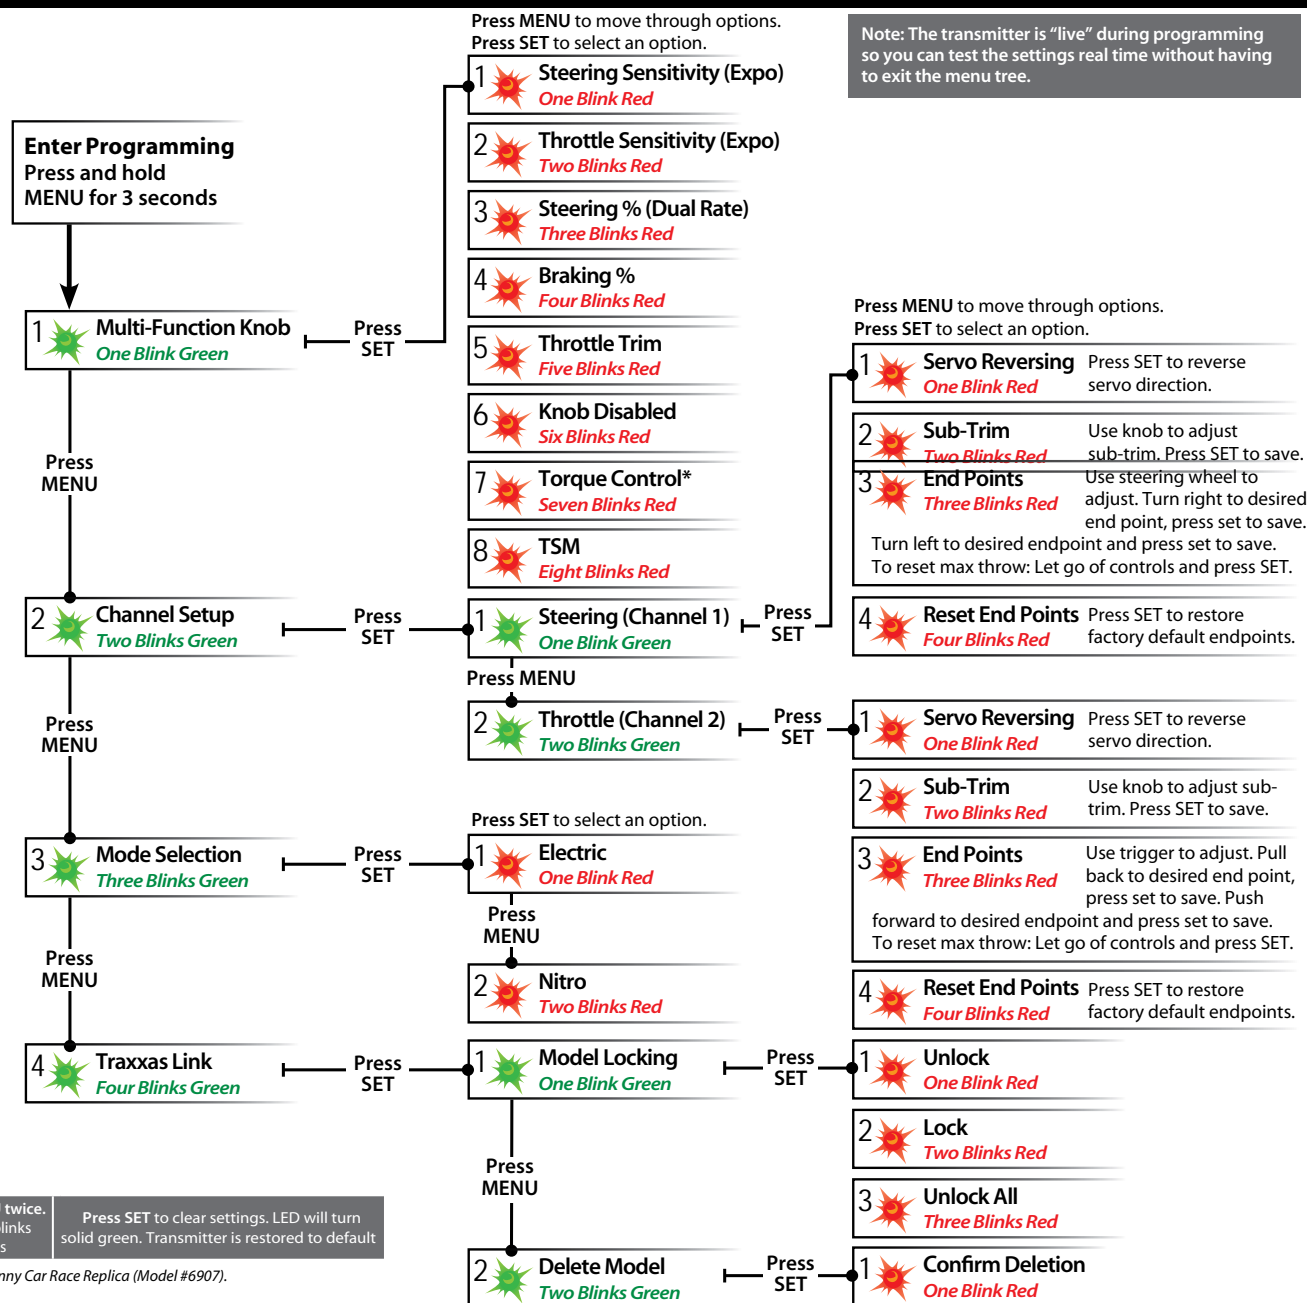 Press MENU to move through options.
Press SET to select an option.
Note: The transmitter is “live” during programming
so you can test the settings real time without having
to exit the menu tree.
Enter Programming
Press and hold
MENU for 3 seconds
1 Steering Sensitivity (Expo)
One Blink Red
2 Throttle Sensitivity (Expo)
Two Blinks Red
3 Steering % (Dual Rate)
Three Blinks Red
4 Braking %
Four Blinks Red
5 Throttle Trim
Five Blinks Red
6 Knob Disabled
Six Blinks Red
7 Torque Control*
Seven Blinks Red
8 TSM
Eight Blinks Red
1 Multi-Function Knob
One Blink Green
Press
SET
Press
MENU
2 Channel Setup
Two Blinks Green
Press
SET
1 Steering (Channel 1)
One Blink Green
Press
SET
Press MENU
2 Throttle (Channel 2)
Two Blinks Green
Press
SET
Press MENU to move through options.
Press SET to select an option.
1 Servo Reversing
One Blink Red
Press SET to reverse
servo direction.
2 Sub-Trim
Two Blinks Red
Use knob to adjust
sub-trim. Press SET to save.
3 End Points
Three Blinks Red
Use steering wheel to
adjust. Turn right to desired
end point, press set to save.
Turn left to desired endpoint and press set to save.
To reset max throw: Let go of controls and press SET.
4 Reset End Points
Four Blinks Red
Press SET to restore
factory default endpoints.
1 Servo Reversing
One Blink Red
Press SET to reverse
servo direction.
2 Sub-Trim
Two Blinks Red
Use knob to adjust sub-
trim. Press SET to save.
3 End Points
Three Blinks Red
Use trigger to adjust. Pull
back to desired end point,
press set to save. Push
forward to desired endpoint and press set to save.
To reset max throw: Let go of controls and press SET.
4 Reset End Points
Four Blinks Red
Press SET to restore
factory default endpoints.
Press
MENU
3 Mode Selection
Three Blinks Green
Press
SET
Press SET to select an option.
1 Electric
One Blink Red
Press
MENU
2 Nitro
Two Blinks Red
Press
MENU
4 Traxxas Link
Four Blinks Green
Press
SET
1 Model Locking
One Blink Green
Press
SET
1 Unlock
One Blink Red
2 Lock
Two Blinks Red
3 Unlock All
Three Blinks Red
Press
MENU
2 Delete Model
Two Blinks Green
Press
SET
1 Confirm Deletion
One Blink Red
twice.
Press SET to clear settings. LED will turn
solid green. Transmitter is restored to default
Car Race Replica (Model #6907).